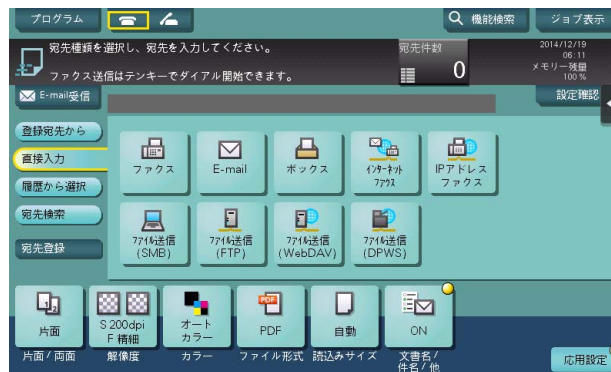 プログラム
機能検索
ジョブ表示
宛先種類を選択し、宛先を入力してください。
ファクス送信はテンキーでダイアル開始できます。
宛先件数
0
2014/12/19
06:11
メモリー残量
100 %
E-mail受信
設定確認
登録宛先から
直接入力
履歴から選択
宛先検索
宛先登録
ファクス
E-mail
ボックス
インターネット
ファクス
IPアドレス
ファクス
ファイル送信
(SMB)
ファイル送信
(FTP)
ファイル送信
(WebDAV)
ファイル送信
(DPWS)
片面
S 200dpi
F 精細
オート
カラー
PDF
PDF
自動
ON
片面 / 両面
解像度
カラー
ファイル形式
読込みサイズ
文書名 /
件名 / 他
応用設定